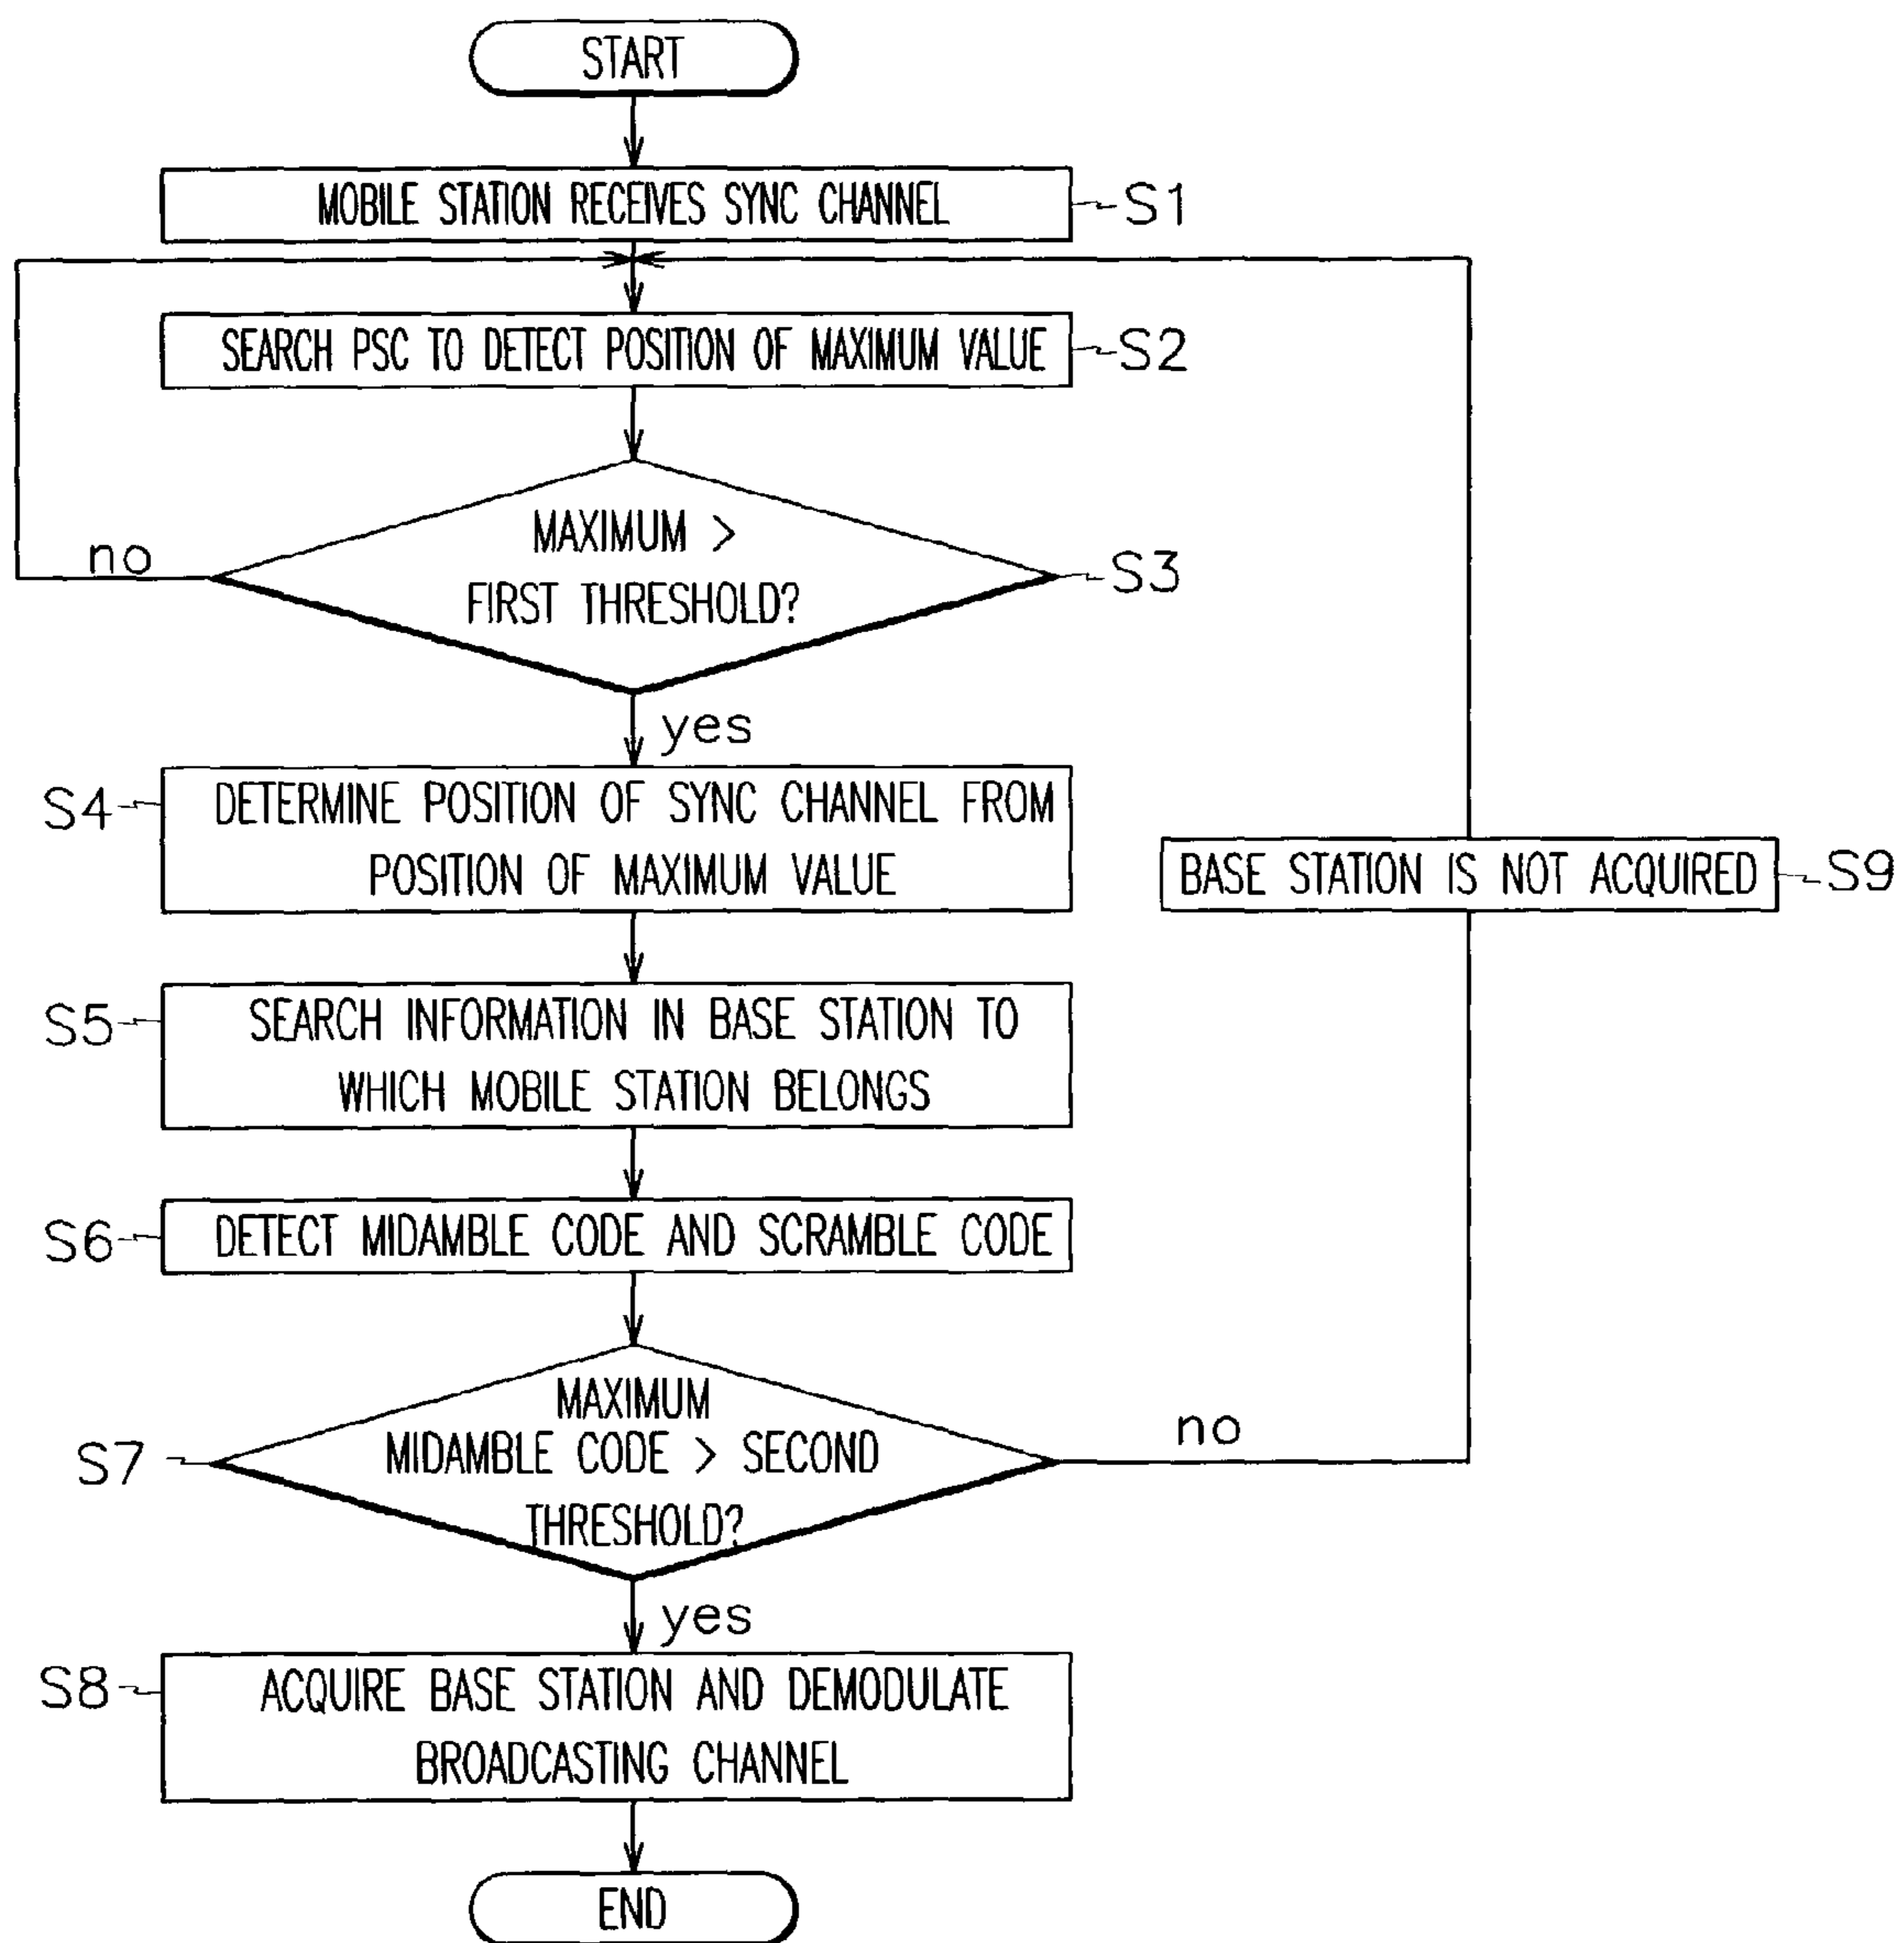 START
MOBILE STATION RECEIVES SYNC CHANNEL
S1
SEARCH PSC TO DETECT POSITION OF MAXIMUM VALUE
S2
MAXIMUM >
FIRST THRESHOLD?
S3
no
yes
S4
DETERMINE POSITION OF SYNC CHANNEL FROM
POSITION OF MAXIMUM VALUE
BASE STATION IS NOT ACQUIRED
S9
S5
SEARCH INFORMATION IN BASE STATION TO
WHICH MOBILE STATION BELONGS
S6
DETECT MIDAMBLE CODE AND SCRAMBLE CODE
S7
MAXIMUM
MIDAMBLE CODE > SECOND
THRESHOLD?
no
yes
S8
ACQUIRE BASE STATION AND DEMODULATE
BROADCASTING CHANNEL
END